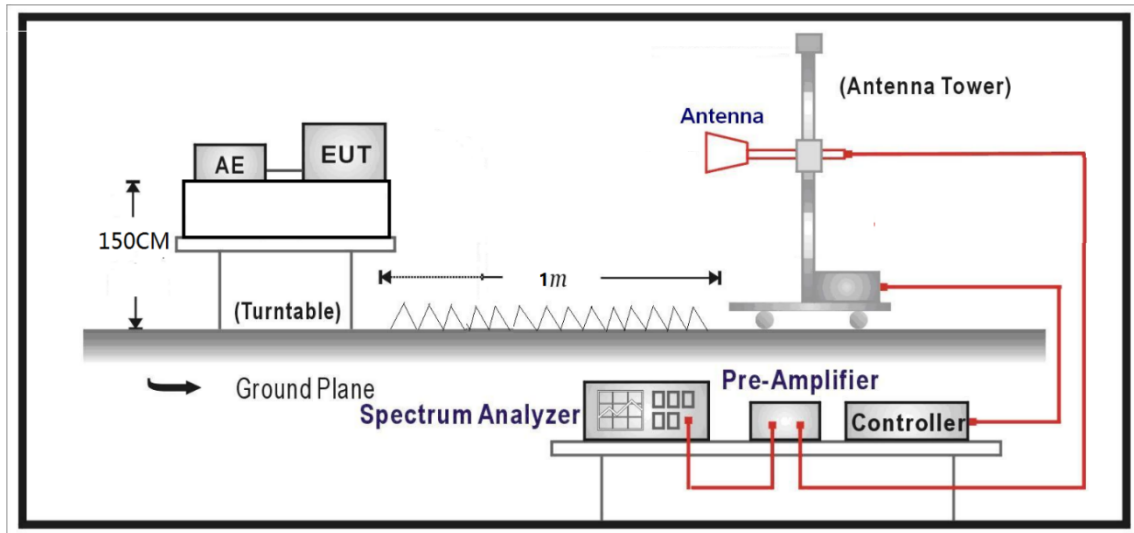 (Antenna Tower)
Antenna
AE
EUT
150CM
1m
(Turntable)
Ground Plane
Pre-Amplifier
Spectrum Analyzer
Controller